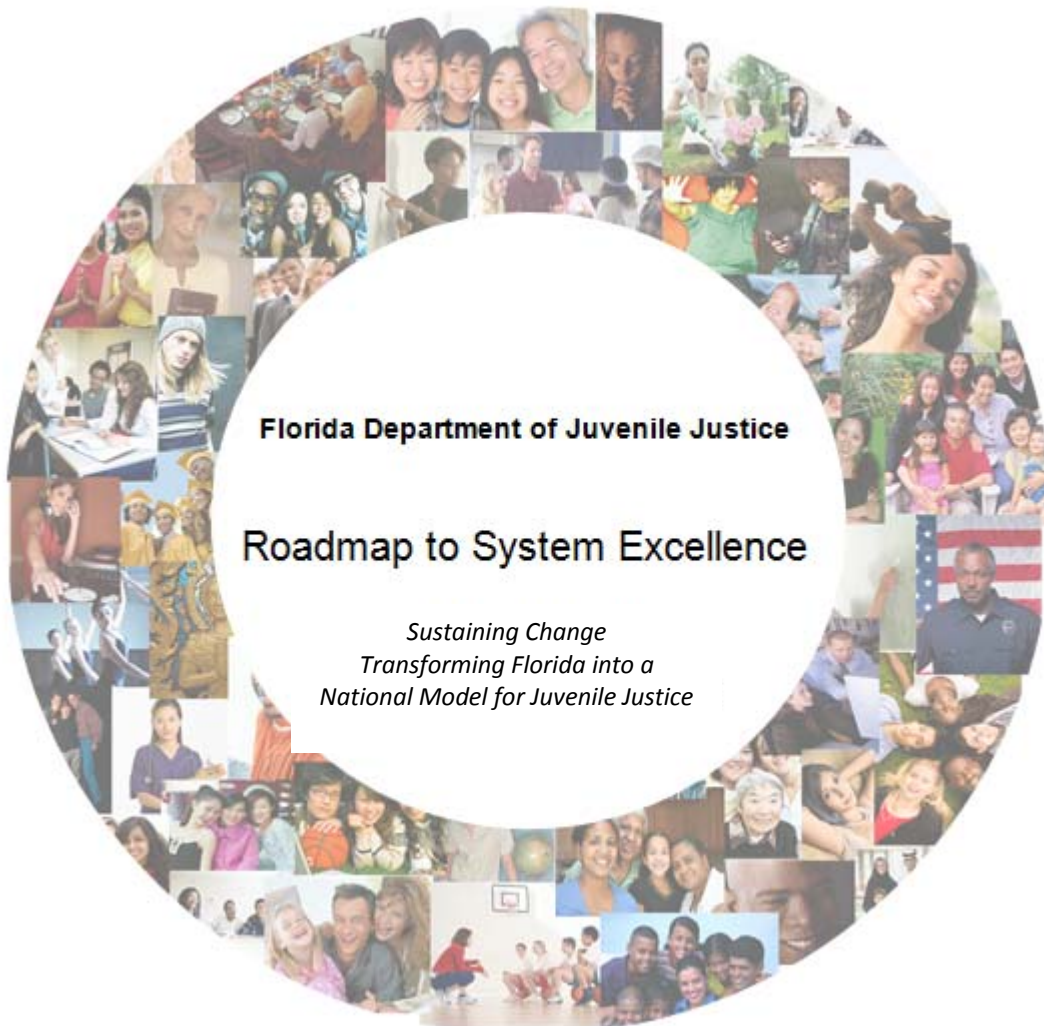 Florida Department of Juvenile Justice
Roadmap to System Excellence
Sustaining Change
Transforming Florida into a
National Model for Juvenile Justice